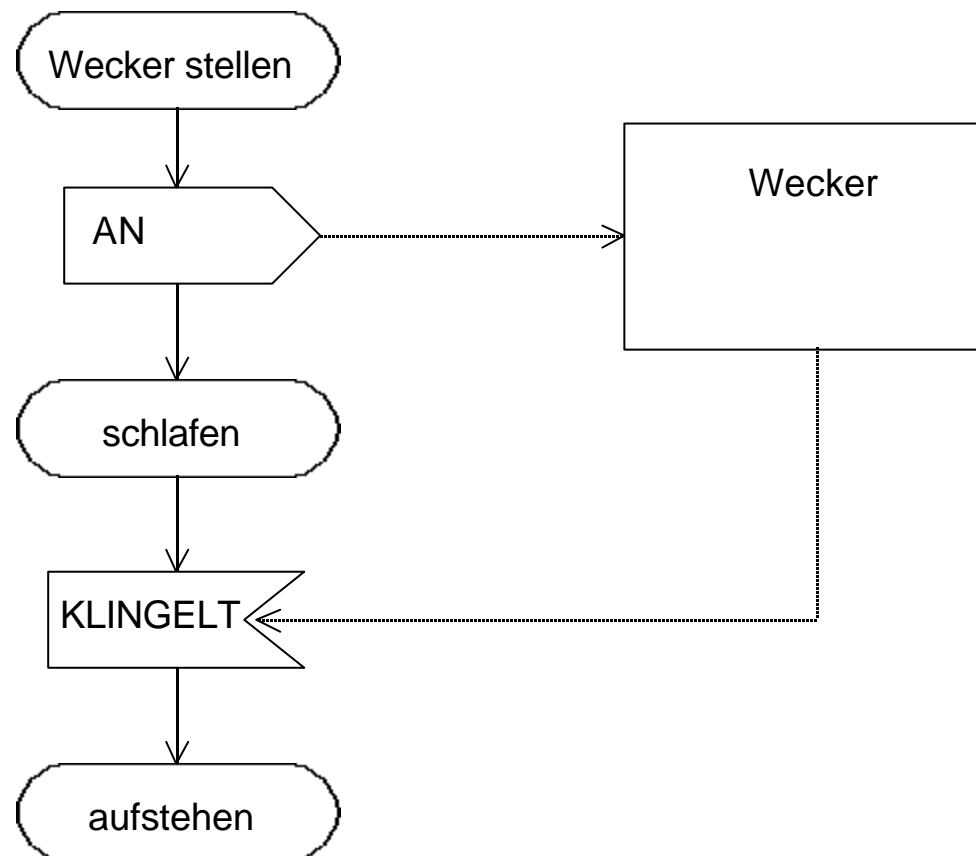 Wecker stellen
Wecker
AN
schlafen
KLINGELT
aufstehen